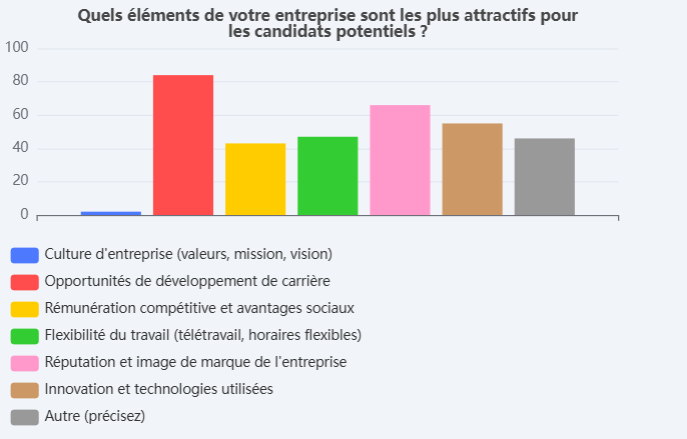 Quels éléments de votre entreprise sont les plus attractifs pour
les candidats potentiels ?
100
80
60
40
20
0
Culture d'entreprise (valeurs, mission, vision)
Opportunités de développement de carrière
Rémunération compétitive et avantages sociaux
Flexibilité du travail (télétravail, horaires flexibles)
Réputation et image de marque de l'entreprise
Innovation et technologies utilisées
Autre (précisez)